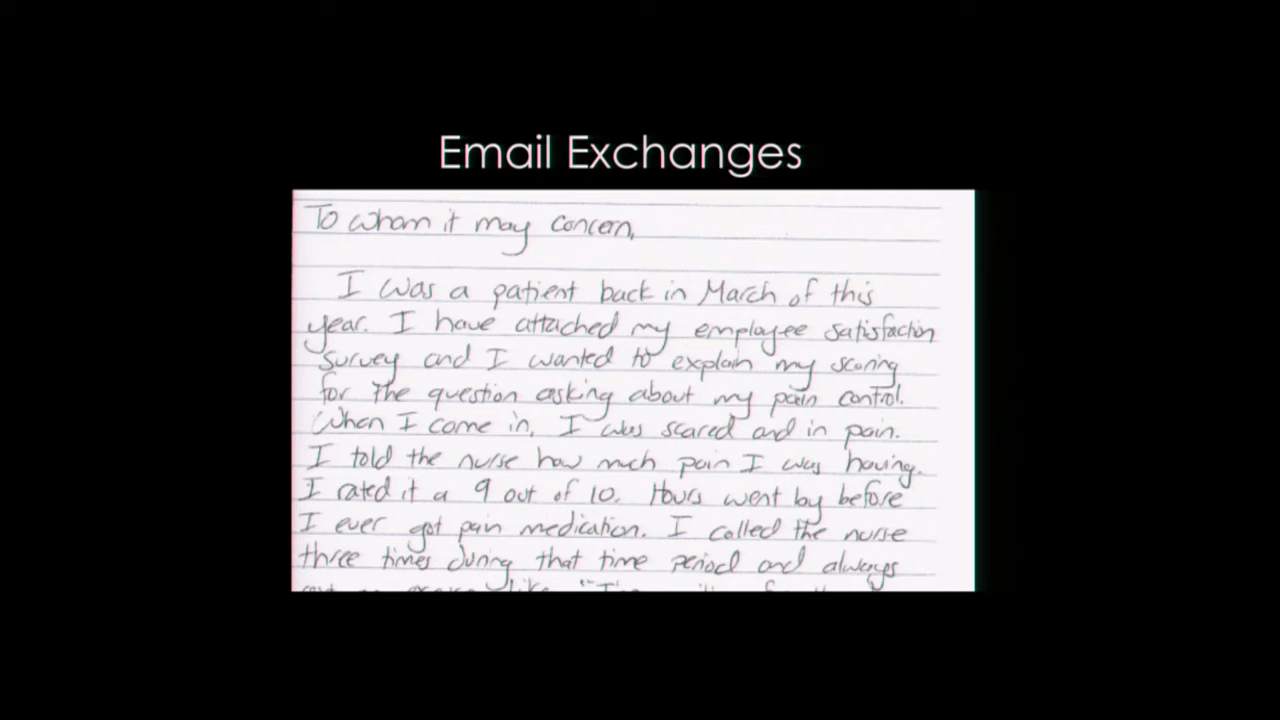 Email Exchanges
To whom it may concern,
I was a patient back in March of this
year. I have attached my employee satisfaction
survey and I wanted to explain my scoring
for the question asking about my pain control.
When I came in, I was scared and in pain.
I told the nurse how much pain I was having.
I rated it a 9 out of 10. Hours went by before
I ever got pain medication. I called the nurse
three times during that time period and always
like "I'm